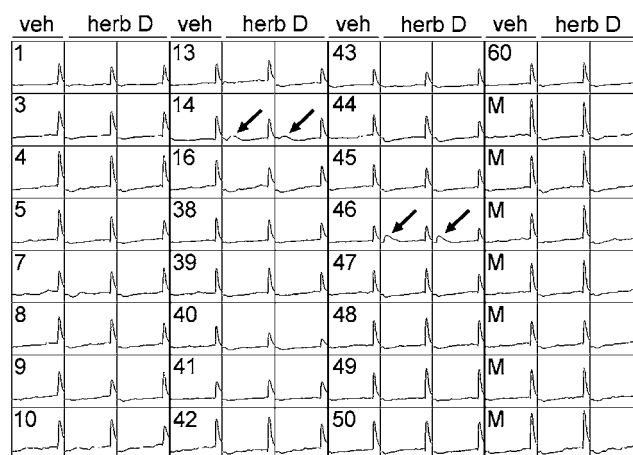 veh herb D veh herb D veh herb D veh herb D
1 13 43 60
3 14 44 M
4 16 45 M
5 38 46 M
7 39 47 M
8 40 48 M
9 41 49 M
10 42 50 M